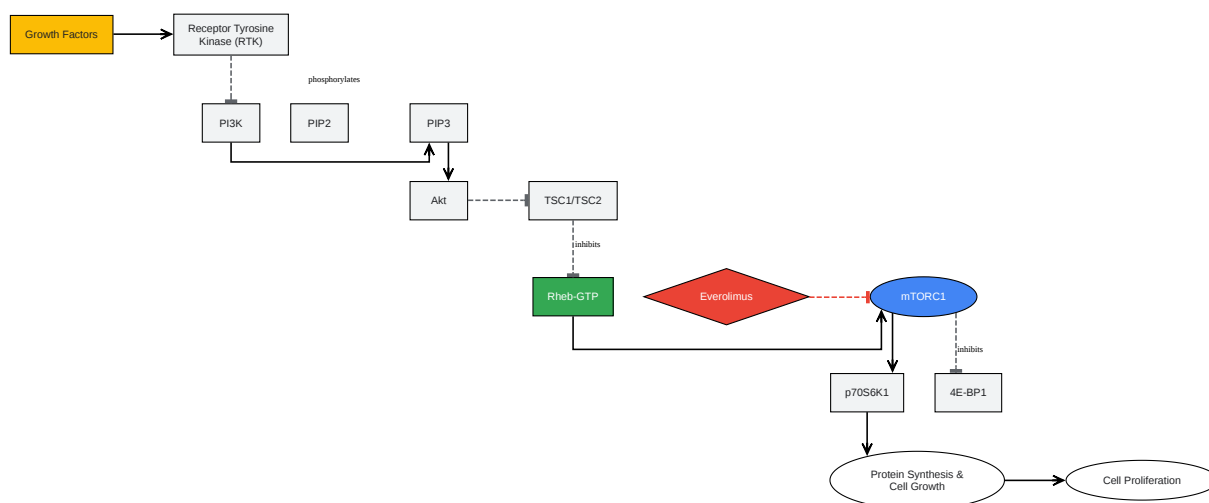 Growth Factors
Receptor Tyrosine
Kinase (RTK)
phosphorylates
PI3K
PIP2
PIP3
Akt
TSC1/TSC2
inhibits
Rheb-GTP
Everolimus
mTORC1
inhibits
p70S6K1
4E-BP1
Protein Synthesis &
Cell Growth
Cell Proliferation